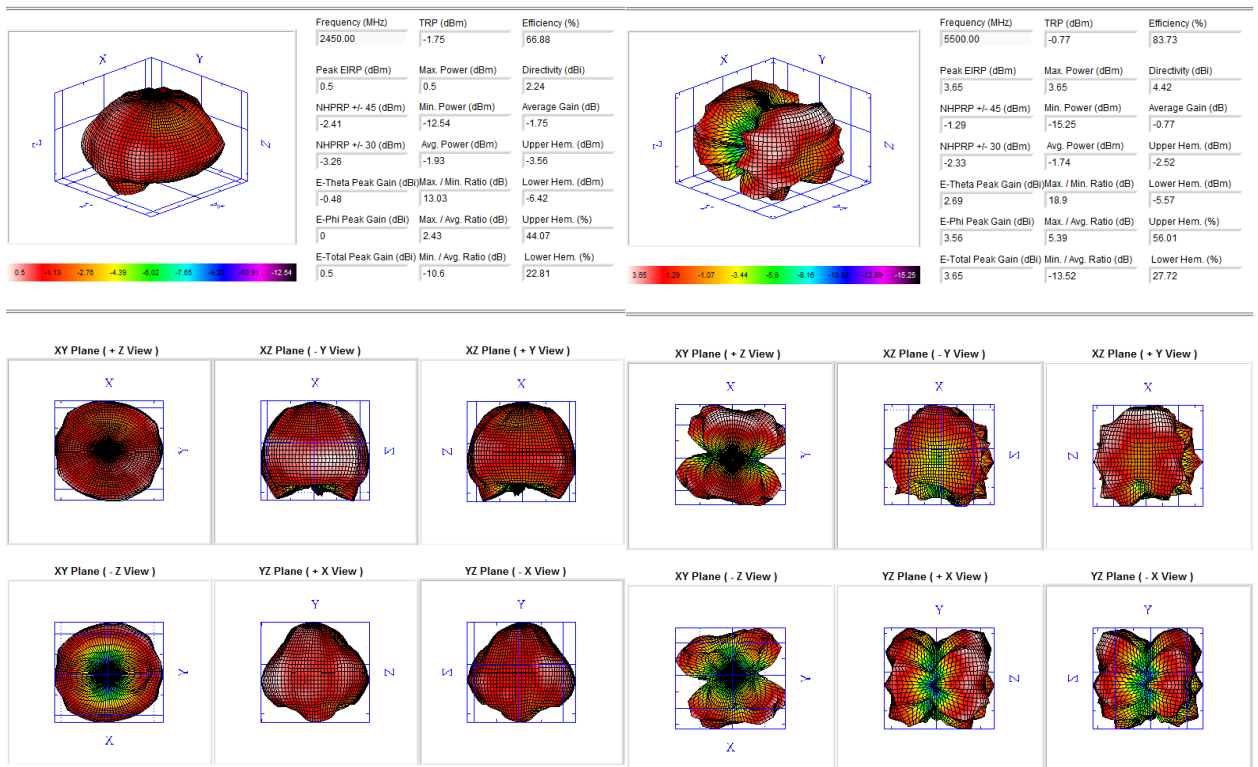 Frequency (MHz) TRP (dBm) Efficiency (%)
2450.00 -1.75 66.88
Peak EIRP (dBm) Max. Power (dBm) Directivity (dBi)
0.5 0.5 2.24
NHPRP +/- 45 (dBm) Min. Power (dBm) Average Gain (dB)
-2.41 -12.54 -1.75
NHPRP +/- 30 (dBm) Avg. Power (dBm) Upper Hem. (dBm)
-3.26 -1.93 -3.56
E-Theta Peak Gain (dBi) Max. / Min. Ratio (dB) Lower Hem. (dBm)
-0.48 13.03 -6.42
E-Phi Peak Gain (dBi) Max. / Avg. Ratio (dB) Upper Hem. (%)
0 2.43 44.07
E-Total Peak Gain (dBi) Min. / Avg. Ratio (dB) Lower Hem. (%)
0.5 -10.6 22.81
X Y
Z
0.5 -1.13 -2.76 -4.39 -6.02 -7.65 -9.28 -10.91 -12.54
Frequency (MHz) TRP (dBm) Efficiency (%)
5500.00 -0.77 83.73
Peak EIRP (dBm) Max. Power (dBm) Directivity (dBi)
3.65 3.65 4.42
NHPRP +/- 45 (dBm) Min. Power (dBm) Average Gain (dB)
-1.29 -15.25 -0.77
NHPRP +/- 30 (dBm) Avg. Power (dBm) Upper Hem. (dBm)
-2.33 -1.74 -2.52
E-Theta Peak Gain (dBi) Max. / Min. Ratio (dB) Lower Hem. (dBm)
2.69 18.9 -5.57
E-Phi Peak Gain (dBi) Max. / Avg. Ratio (dB) Upper Hem. (%)
3.56 5.39 56.01
E-Total Peak Gain (dBi) Min. / Avg. Ratio (dB) Lower Hem. (%)
3.65 -13.52 27.72
X Y
Z
3.65 1.29 -1.07 -3.44 -5.8 -8.16 -12.89 -15.25
XY Plane ( + Z View ) XZ Plane ( - Y View ) XZ Plane ( + Y View )
X X X
Y Z Z
XY Plane ( - Z View ) YZ Plane ( + X View ) YZ Plane ( - X View )
Y Y
Y Z Z
X
XY Plane ( + Z View ) XZ Plane ( - Y View ) XZ Plane ( + Y View )
X X X
Y Z Z
XY Plane ( - Z View ) YZ Plane ( + X View ) YZ Plane ( - X View )
Y Y
Y Z Z
X